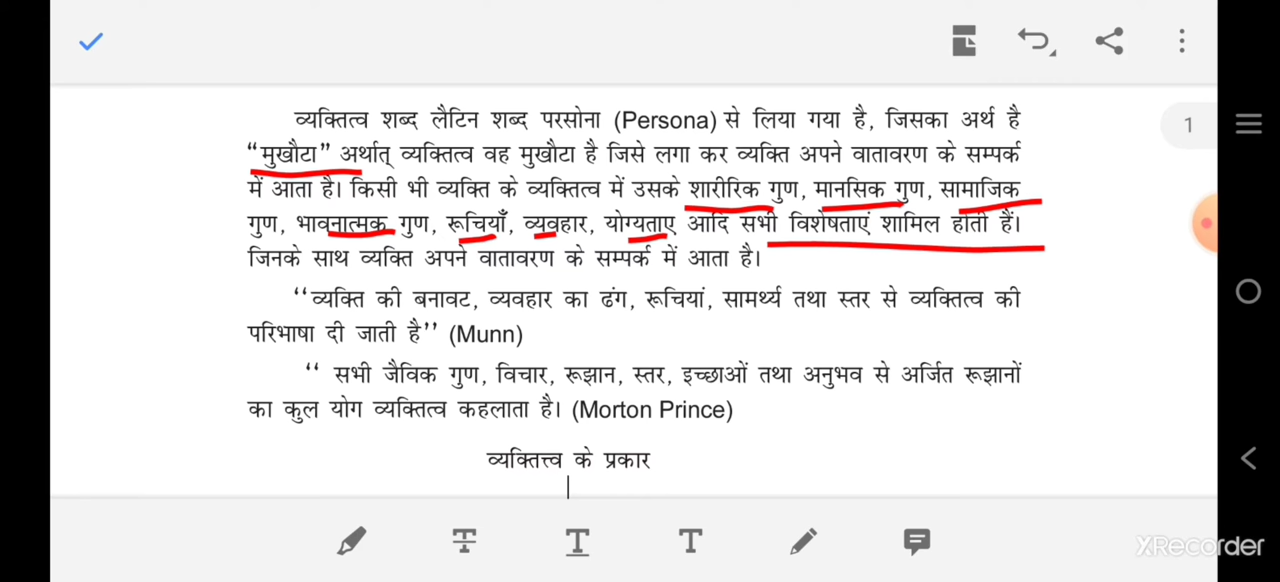 व्यक्तित्व शब्द लैटिन शब्द परसोना (Persona) से लिया गया है, जिसका अर्थ है
“मुखौटा” अर्थात् व्यक्तित्व वह मुखौटा है जिसे लगा कर व्यक्ति अपने वातावरण के सम्पर्क
में आता है। किसी भी व्यक्ति के व्यक्तित्व में उसके शारीरिक गुण, मानसिक गुण, सामाजिक
गुण, भावनात्मक गुण, रूचियाँ, व्यवहार, योग्यताए आदि सभी विशेषताएं शामिल होती हैं।
जिनके साथ व्यक्ति अपने वातावरण के सम्पर्क में आता है।
‘‘व्यक्ति की बनावट, व्यवहार का ढंग, रूचियां, सामर्थ्य तथा स्तर से व्यक्तित्व की
परिभाषा दी जाती है’’ (Munn)
‘‘ सभी जैविक गुण, विचार, रूझान, स्तर, इच्छाओं तथा अनुभव से अर्जित रूझानों
का कुल योग व्यक्तित्व कहलाता है। (Morton Prince)
व्यक्तित्त्व के प्रकार
1
XRecorder